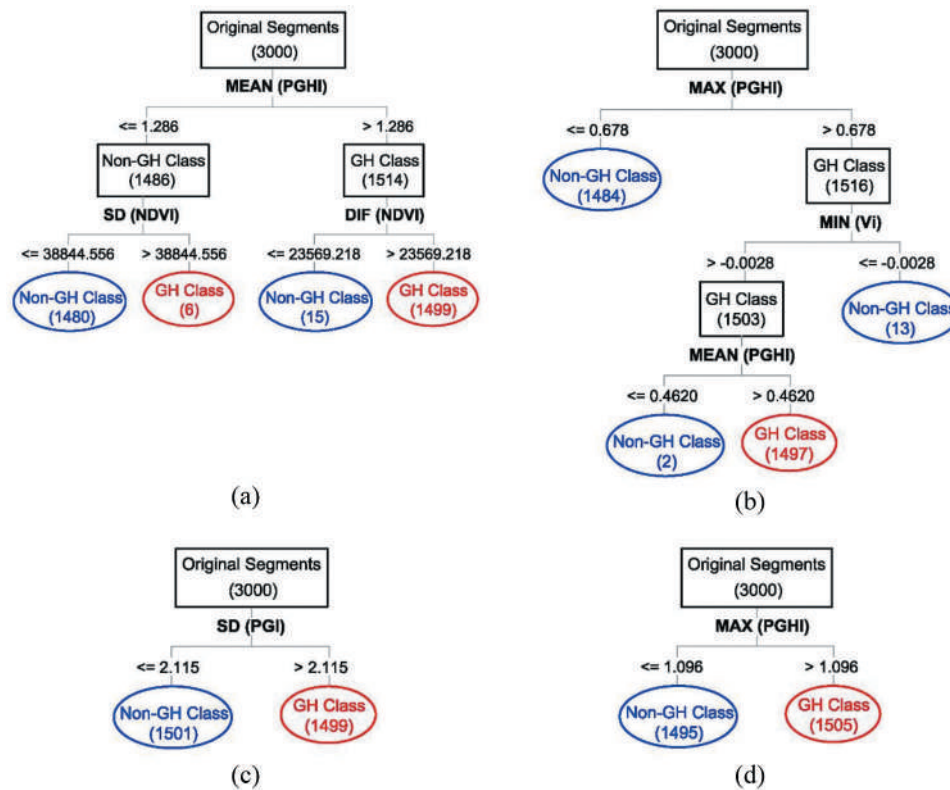 Original Segments
(3000)
MEAN (PGHI)
<= 1.286
> 1.286
Non-GH Class
(1486)
GH Class
(1514)
SD (NDVI)
DIF (NDVI)
<= 38844.556
> 38844.556
<= 23569.218
> 23569.218
Non-GH Class
(1480)
GH Class
(6)
Non-GH Class
(15)
GH Class
(1499)
(a)
Original Segments
(3000)
MAX (PGHI)
<= 0.678
> 0.678
Non-GH Class
(1484)
GH Class
(1516)
MIN (Vi)
> -0.0028
<= -0.0028
GH Class
(1503)
Non-GH Class
(13)
MEAN (PGHI)
<= 0.4620
> 0.4620
Non-GH Class
(2)
GH Class
(1497)
(b)
Original Segments
(3000)
SD (PGI)
<= 2.115
> 2.115
Non-GH Class
(1501)
GH Class
(1499)
(c)
Original Segments
(3000)
MAX (PGHI)
<= 1.096
> 1.096
Non-GH Class
(1495)
GH Class
(1505)
(d)